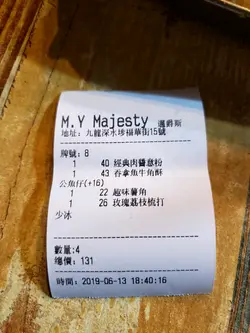 M.Y Majesty 邁爵斯
地址: 九龍深水埗福華街15號
牌號: 8
1 40 經典肉醬意粉
1 43 吞拿魚牛角酥
公魚仔(+16)
1 22 趣味薯角
1 26 玫瑰荔枝梳打
少冰
數量:4
總價: 131
時間: 2019-06-13 18:40:16